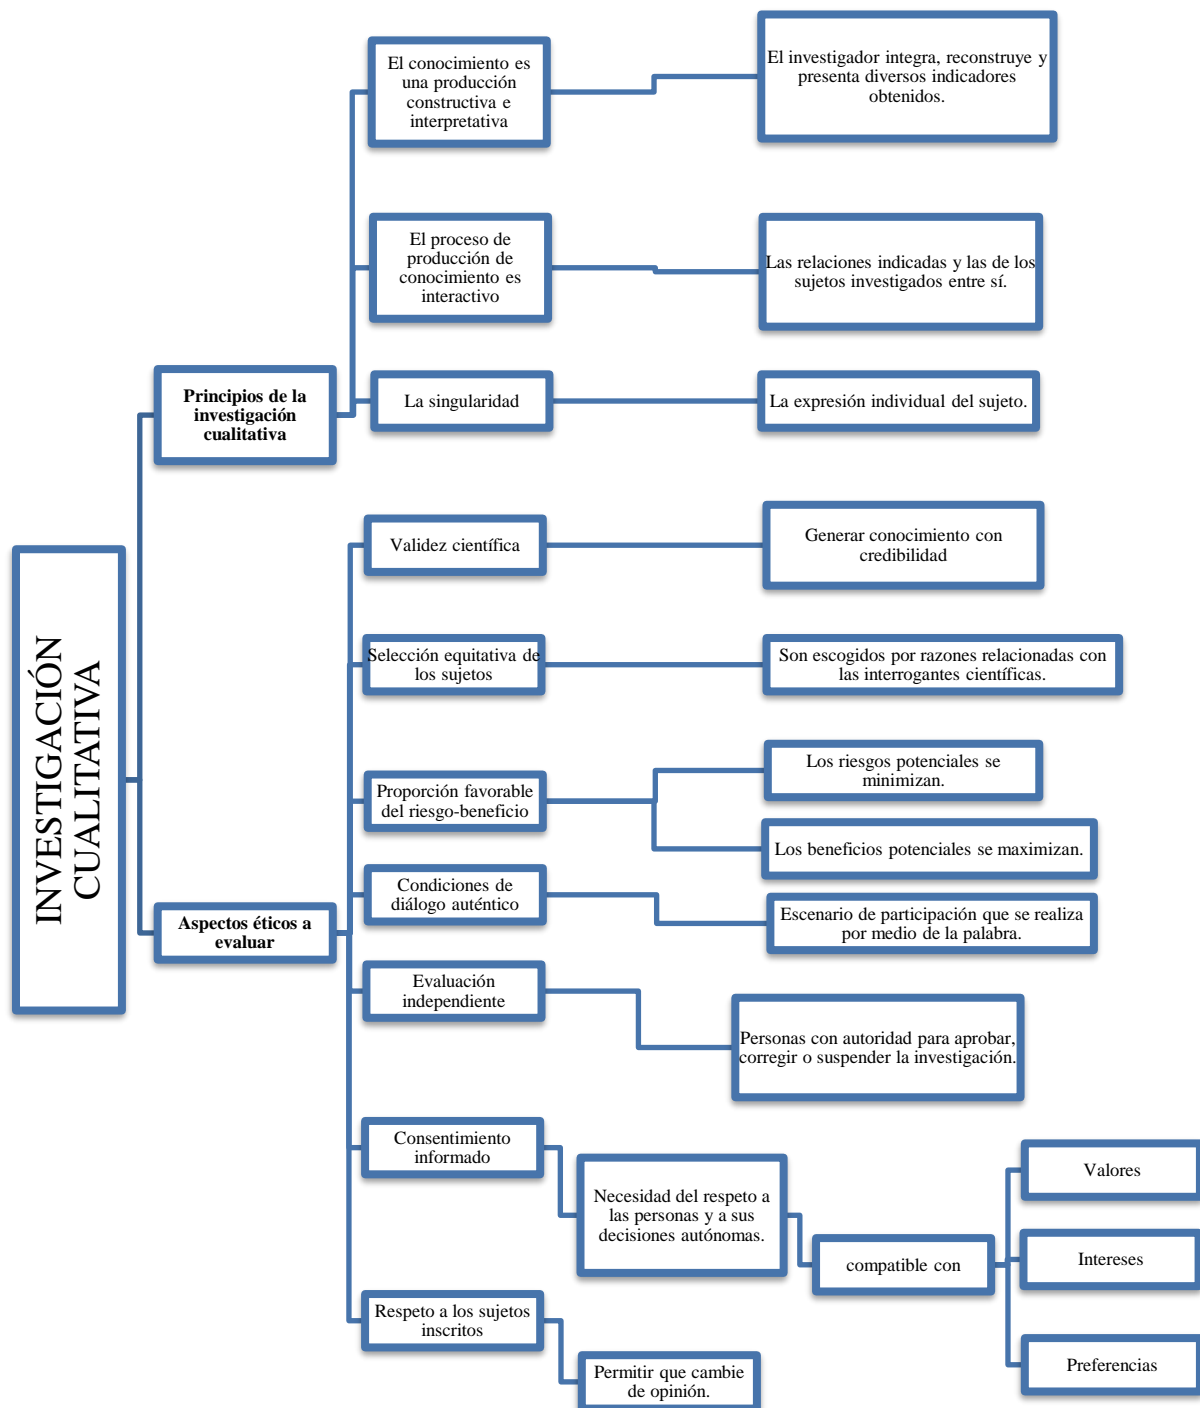 INVESTIGACIÓN
CUALITATIVA
Principios de la
investigación
cualitativa
El conocimiento es
una producción
constructiva e
interpretativa
El investigador integra, reconstruye y
presenta diversos indicadores
obtenidos.
El proceso de
producción de
conocimiento es
interactivo
Las relaciones indicadas y las de los
sujetos investigados entre sí.
La singularidad
La expresión individual del sujeto.
Aspectos éticos a
evaluar
Validez científica
Generar conocimiento con
credibilidad
Selección equitativa de
los sujetos
Son escogidos por razones relacionadas con
las interrogantes científicas.
Proporción favorable
del riesgo-beneficio
Los riesgos potenciales se
minimizan.
Los beneficios potenciales se maximizan.
Condiciones de
diálogo auténtico
Escenario de participación que se realiza
por medio de la palabra.
Evaluación
independiente
Personas con autoridad para aprobar,
corregir o suspender la investigación.
Consentimiento
informado
Necesidad del respeto a
las personas y a sus
decisiones autónomas.
compatible con
Valores
Intereses
Preferencias
Respeto a los sujetos
inscritos
Permitir que cambie
de opinión.